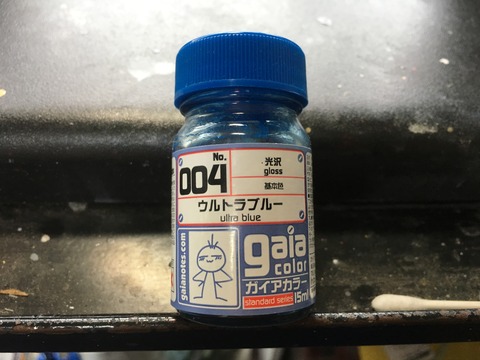 No.
004
光沢
gloss
基本色
ウルトラブルー
ultra blue
gaianotes.com
gaia
color
ガイアカラー
standard series
15ml